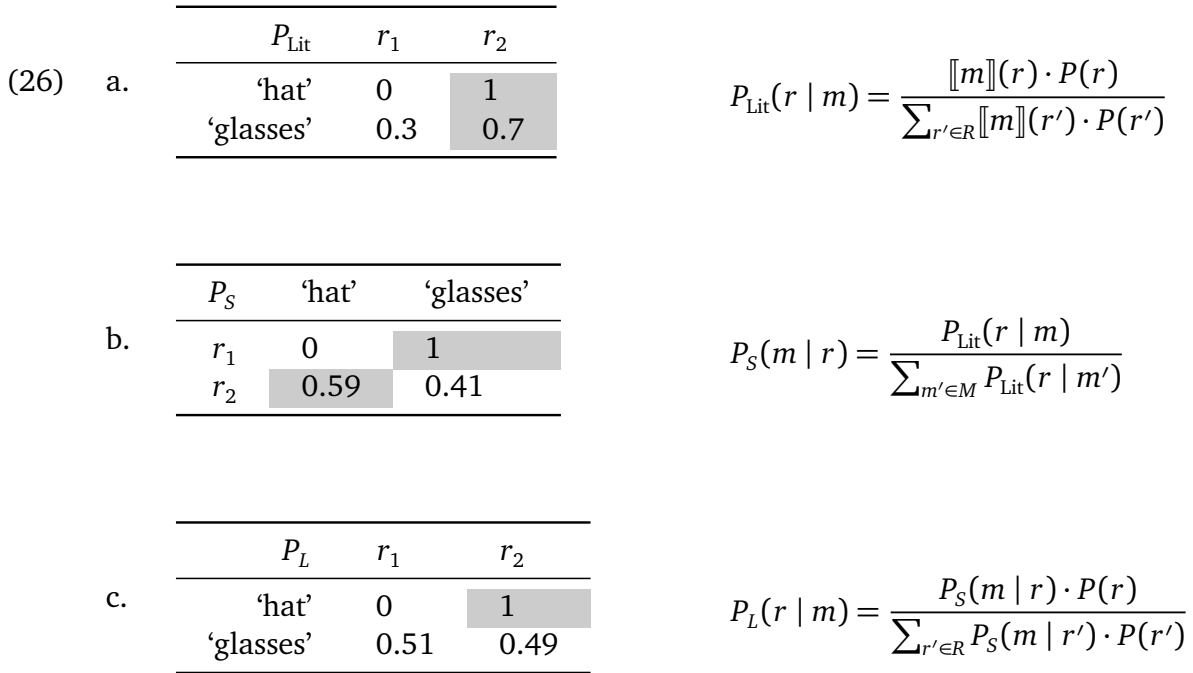 P_Lit r_1 r_2
(26) a. ‘hat’ 0 1
‘glasses’ 0.3 0.7
P_Lit(r | m) = ⟦m⟧(r) · P(r) / ∑_{r′∈R} ⟦m⟧(r′) · P(r′)
P_S ‘hat’ ‘glasses’
b. r_1 0 1
r_2 0.59 0.41
P_S(m | r) = P_Lit(r | m) / ∑_{m′∈M} P_Lit(r | m′)
P_L r_1 r_2
c. ‘hat’ 0 1
‘glasses’ 0.51 0.49
P_L(r | m) = P_S(m | r) · P(r) / ∑_{r′∈R} P_S(m | r′) · P(r′)